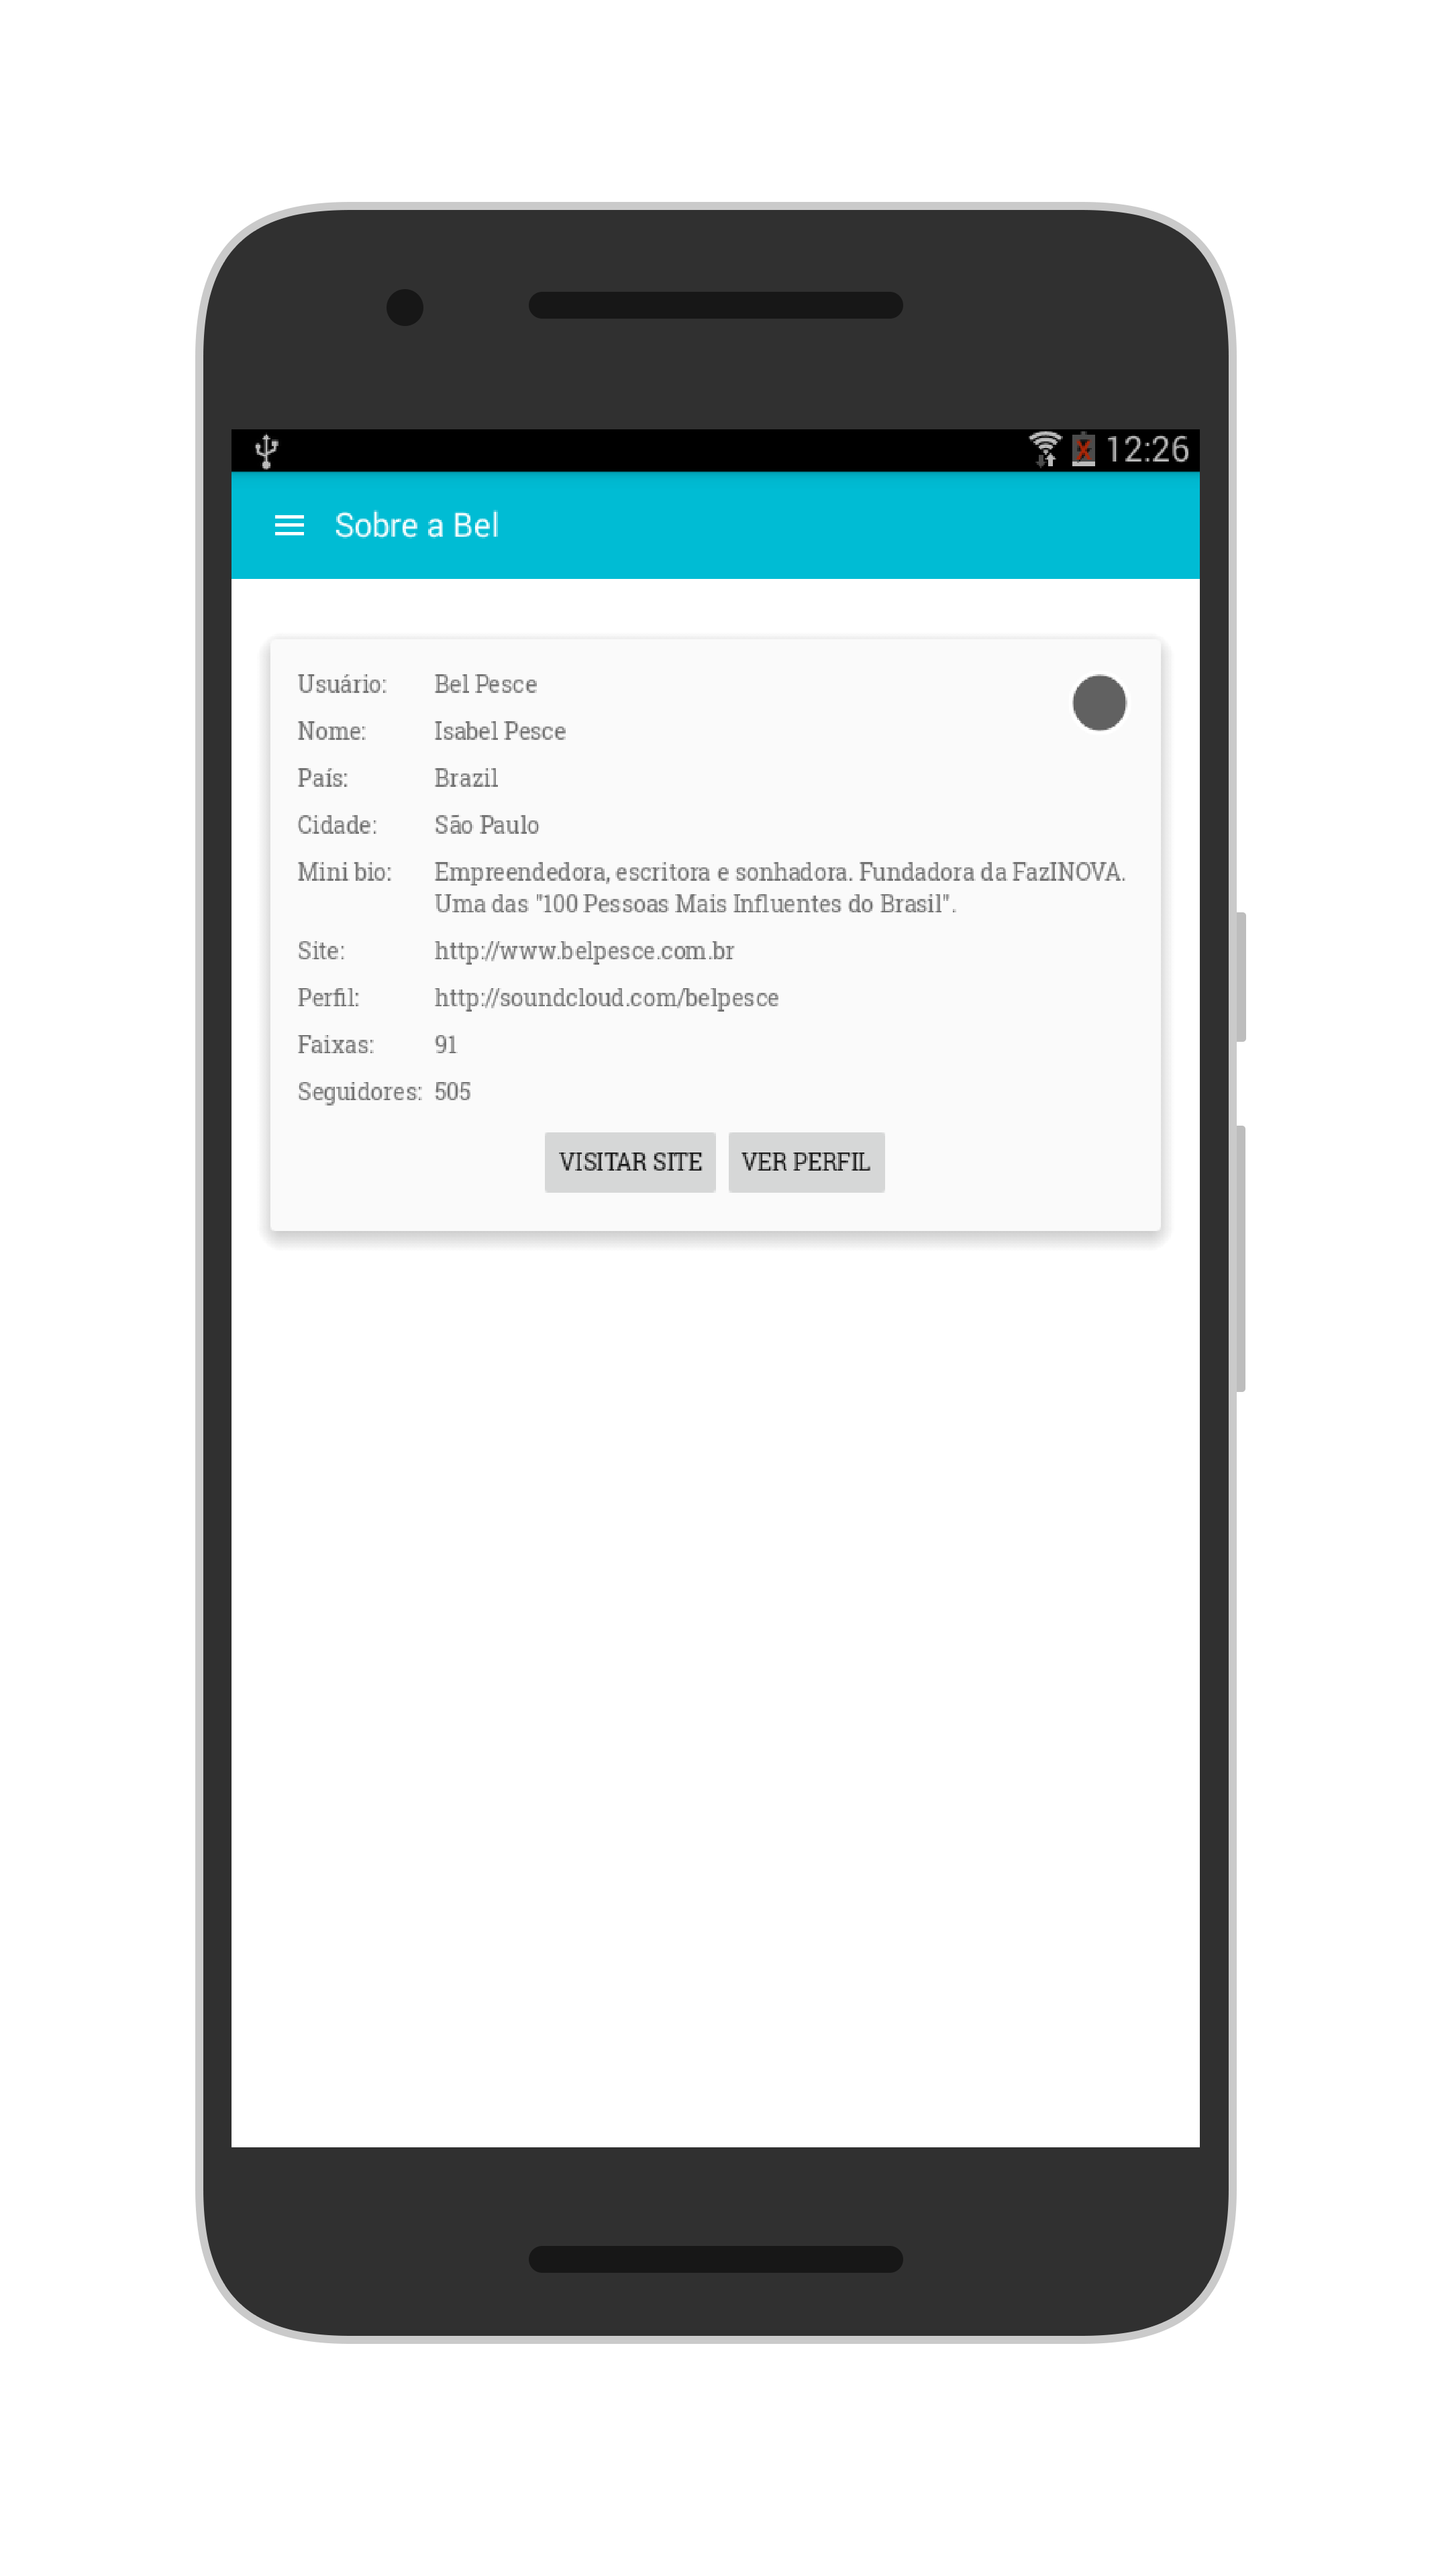 12:26
Sobre a Bel
Usuário: Bel Pesce
Nome: Isabel Pesce
País: Brazil
Cidade: São Paulo
Mini bio: Empreendedora, escritora e sonhadora. Fundadora da FazINOVA.
Uma das "100 Pessoas Mais Influentes do Brasil".
Site: http://www.belpesce.com.br
Perfil: http://soundcloud.com/belpesce
Faixas: 91
Seguidores: 505
VISITAR SITE VER PERFIL